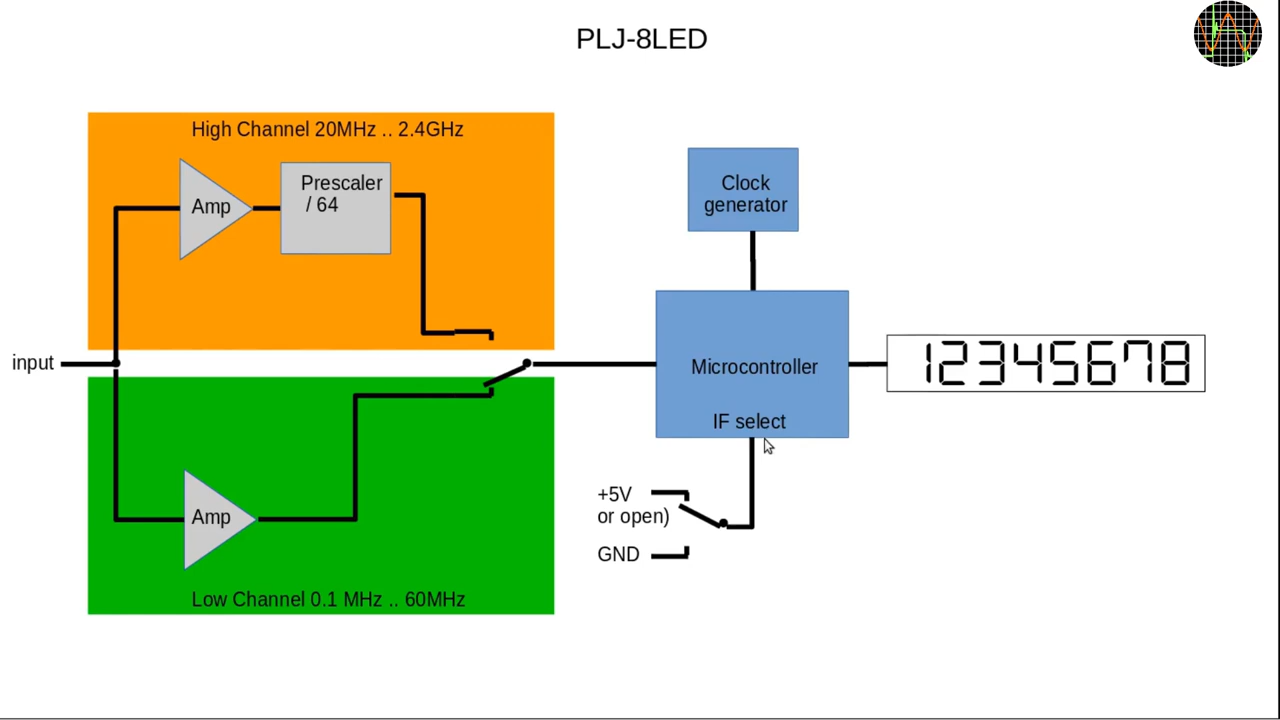 PLJ-8LED
High Channel 20MHz .. 2.4GHz
Amp
Prescaler
/ 64
Clock
generator
input
Microcontroller
12345678
IF select
+5V
or open)
GND
Amp
Low Channel 0.1 MHz .. 60MHz